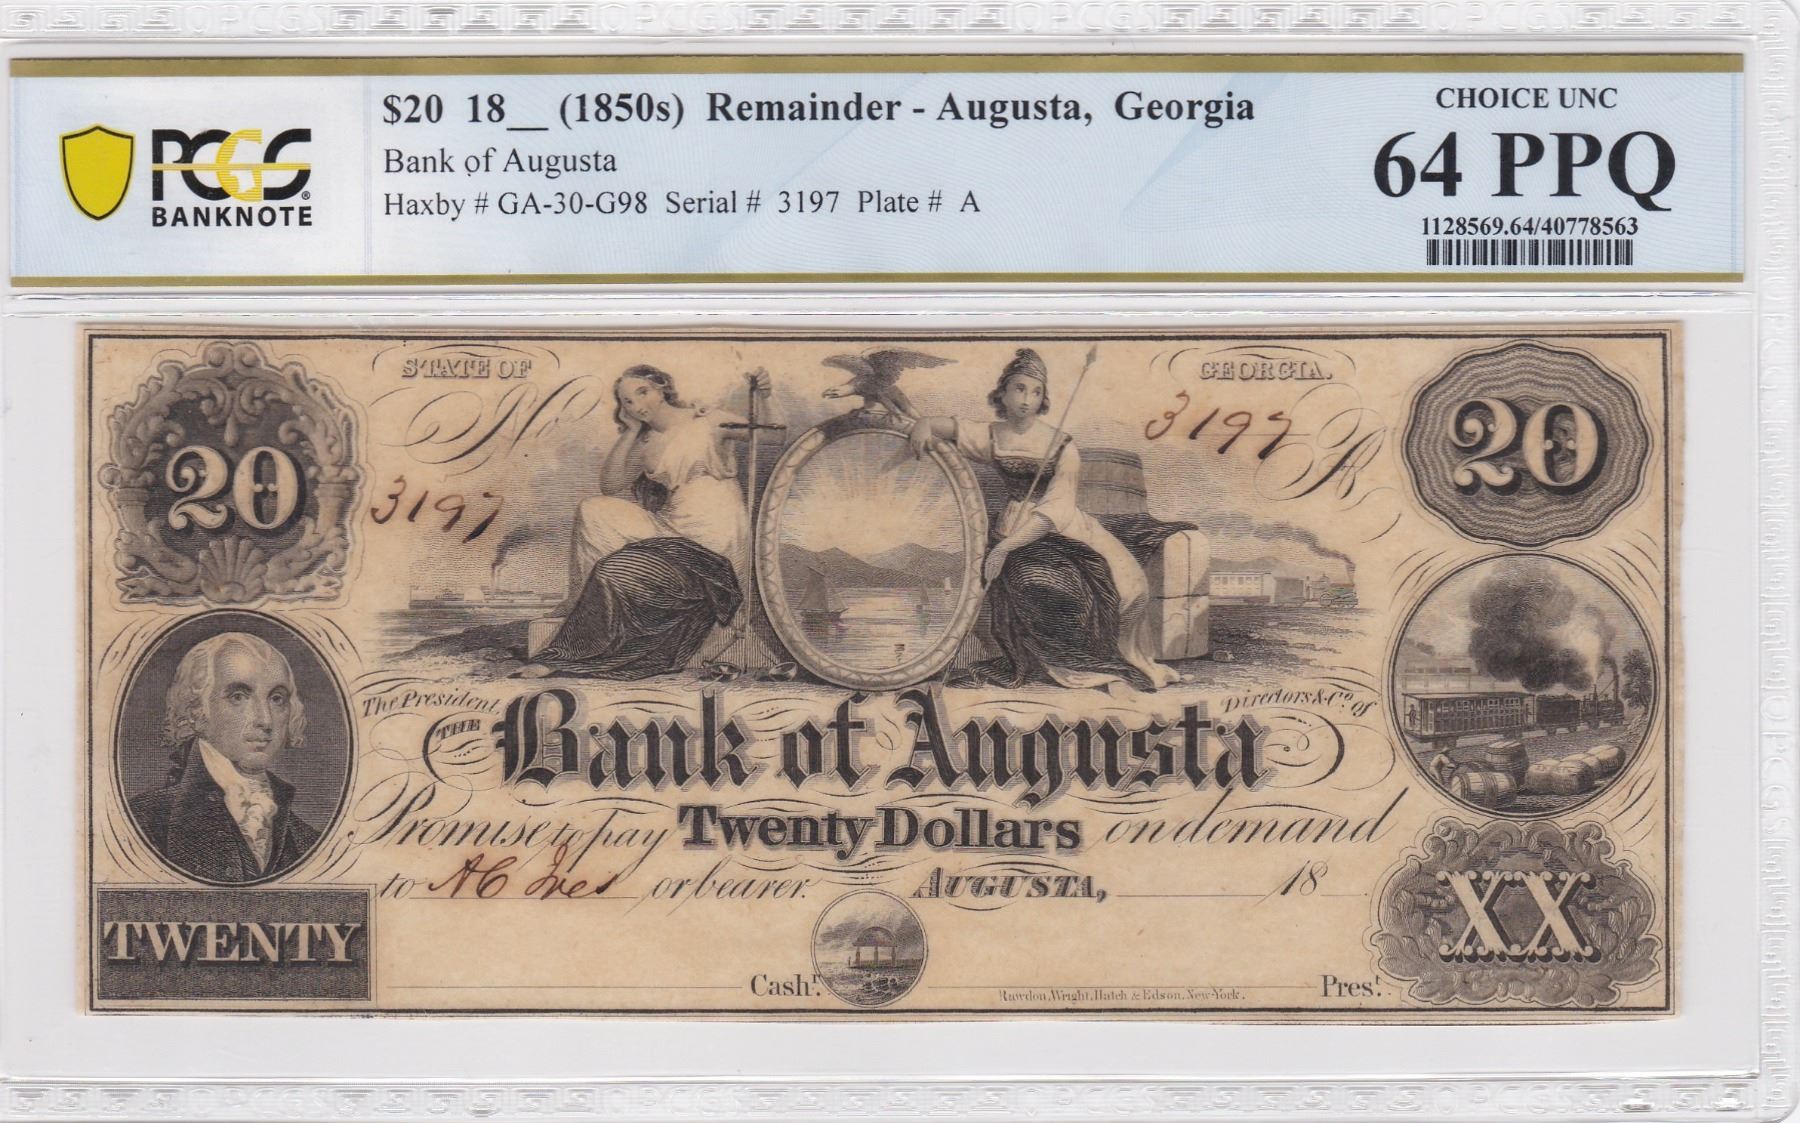 PCGS
BANKNOTE
$20 18__ (1850s) Remainder - Augusta, Georgia
Bank of Augusta
Haxby # GA-30-G98 Serial # 3197 Plate # A
CHOICE UNC
64 PPQ
1128569.64/40778563
STATE OF GEORGIA.
20 No 3197 A 20
3197
The President, Directors & Co. of
THE Bank of Augusta
Promise to pay Twenty Dollars on demand
to or bearer. AUGUSTA, 18
TWENTY XX
Cashr. Rawdon, Wright, Hatch & Edson, New-York. Prest.